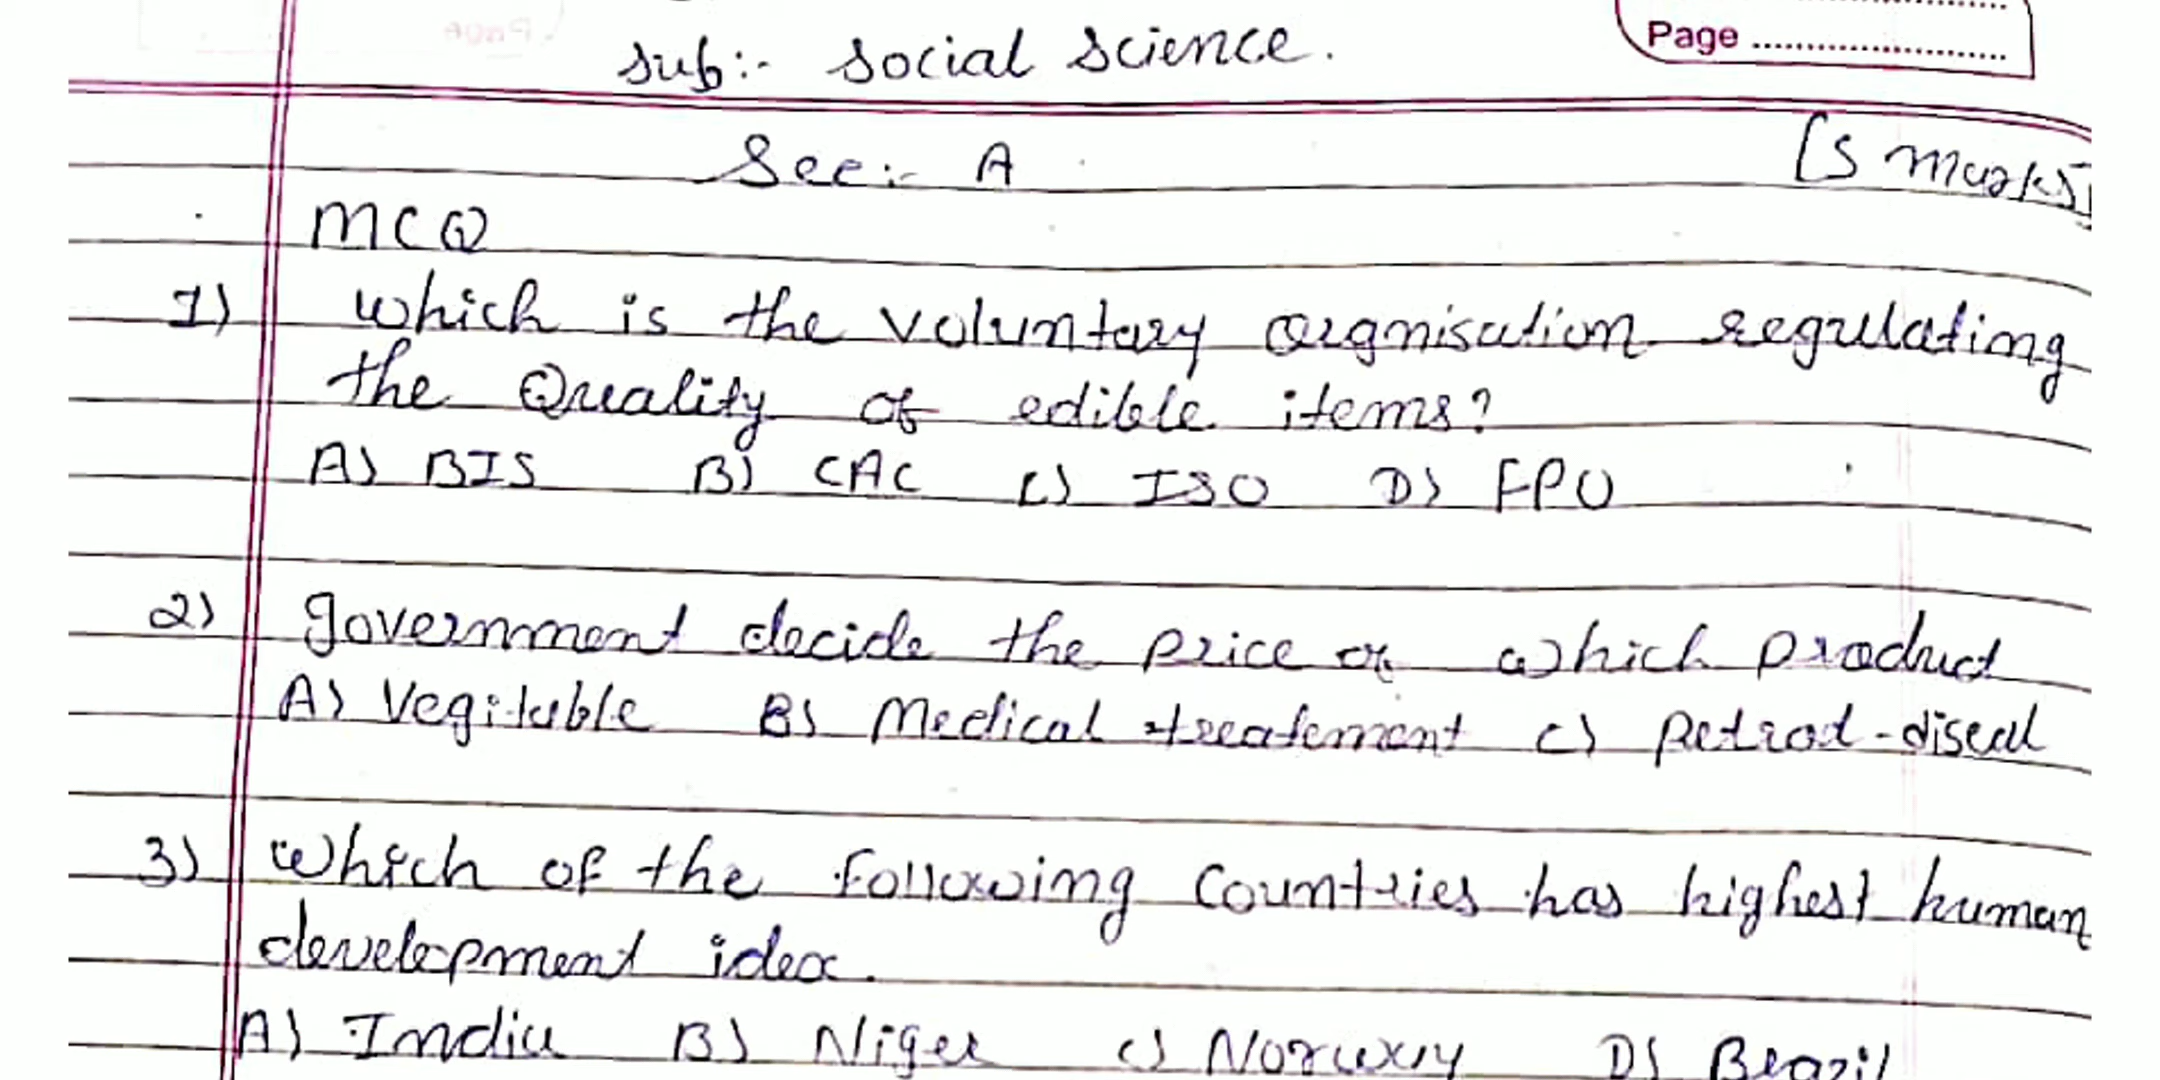 Page
sub:- social science.
Sec:- A
[5 marks]
MCQ
1) which is the voluntary orgnisation regulating
the Quality of edible items?
A) BIS B) CAC C) ISO D) FPO
2) government decide the price of which product
A) Vegitable B) Medical treatement C) petrol-diseal
3) which of the following countries has highest human
development idex.
A) India B) Niger C) Norway D) Brazil